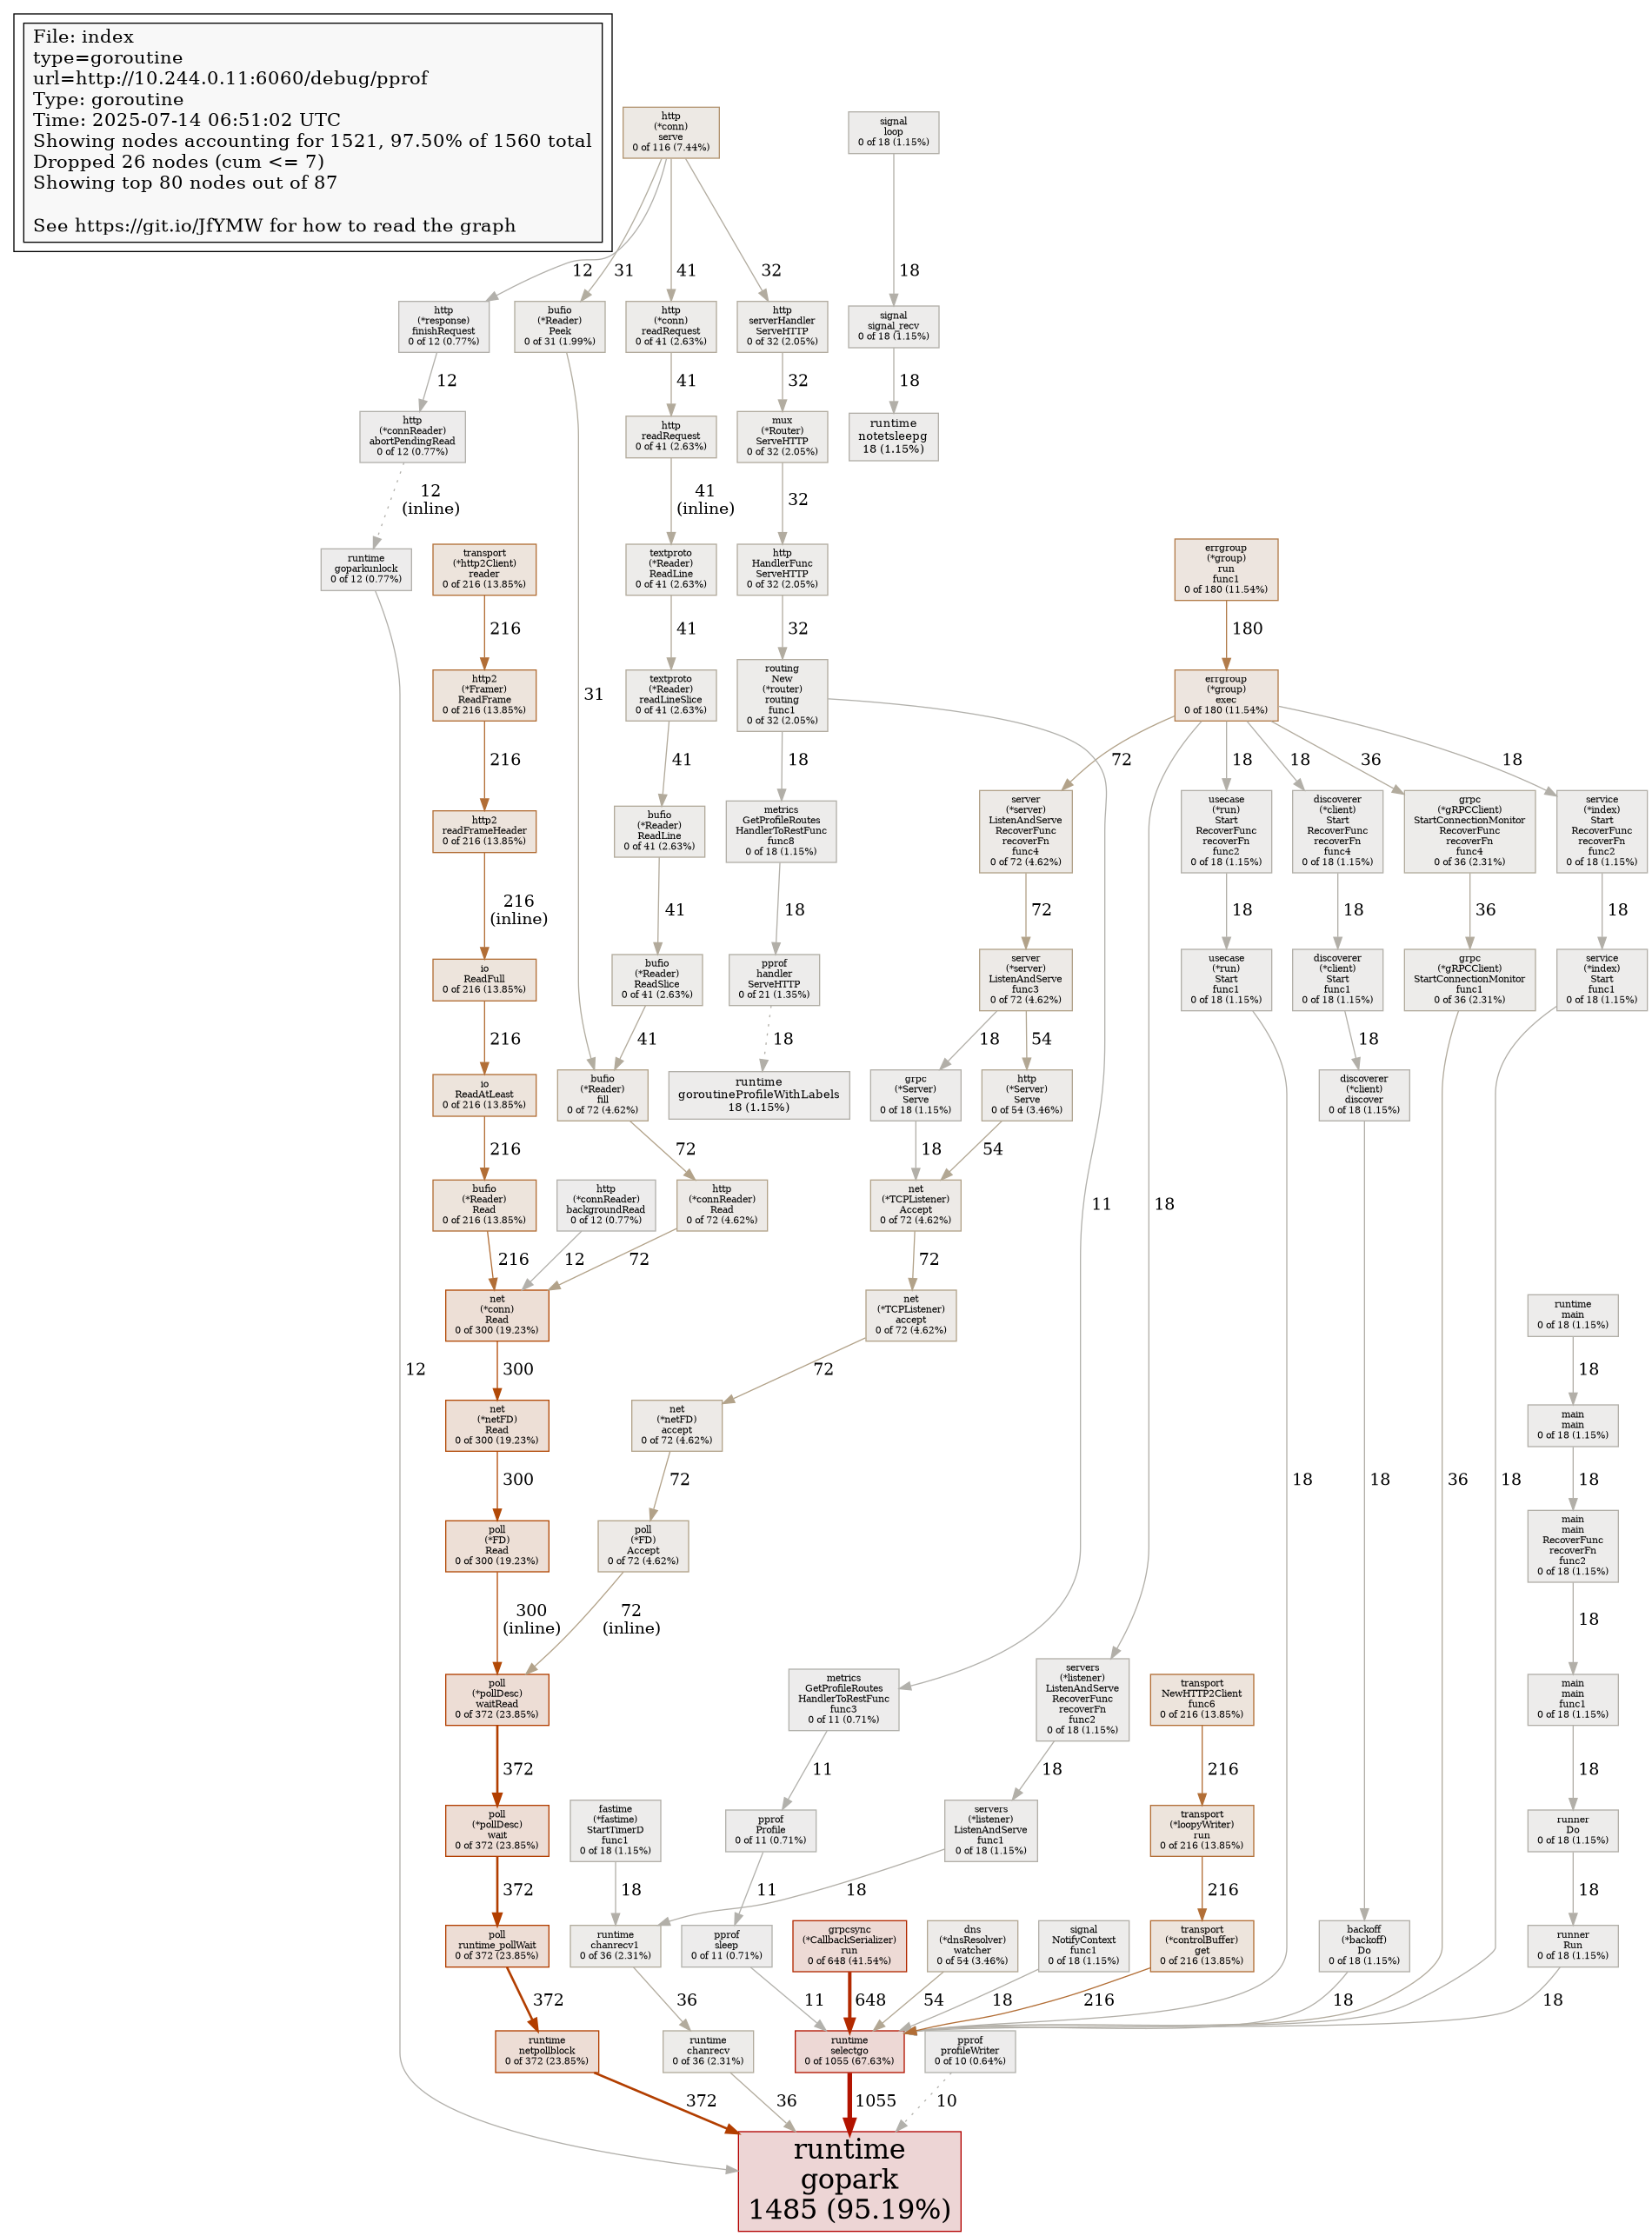 File: index
type=goroutine
url=http://10.244.0.11:6060/debug/pprof
Type: goroutine
Time: 2025-07-14 06:51:02 UTC
Showing nodes accounting for 1521, 97.50% of 1560 total
Dropped 26 nodes (cum <= 7)
Showing top 80 nodes out of 87
See https://git.io/JfYMW for how to read the graph
http
(*conn)
serve
0 of 116 (7.44%)
signal
loop
0 of 18 (1.15%)
12
31
41
32
18
http
(*response)
finishRequest
0 of 12 (0.77%)
bufio
(*Reader)
Peek
0 of 31 (1.99%)
http
(*conn)
readRequest
0 of 41 (2.63%)
http
serverHandler
ServeHTTP
0 of 32 (2.05%)
signal
signal_recv
0 of 18 (1.15%)
12
41
32
18
http
(*connReader)
abortPendingRead
0 of 12 (0.77%)
http
readRequest
0 of 41 (2.63%)
mux
(*Router)
ServeHTTP
0 of 32 (2.05%)
runtime
notetsleepg
18 (1.15%)
12
(inline)
41
(inline)
32
runtime
goparkunlock
0 of 12 (0.77%)
transport
(*http2Client)
reader
0 of 216 (13.85%)
textproto
(*Reader)
ReadLine
0 of 41 (2.63%)
http
HandlerFunc
ServeHTTP
0 of 32 (2.05%)
errgroup
(*group)
run
func1
0 of 180 (11.54%)
216
41
32
180
http2
(*Framer)
ReadFrame
0 of 216 (13.85%)
31
textproto
(*Reader)
readLineSlice
0 of 41 (2.63%)
routing
New
(*router)
routing
func1
0 of 32 (2.05%)
errgroup
(*group)
exec
0 of 180 (11.54%)
216
41
18
72
18
18
36
18
http2
readFrameHeader
0 of 216 (13.85%)
bufio
(*Reader)
ReadLine
0 of 41 (2.63%)
metrics
GetProfileRoutes
HandlerToRestFunc
func8
0 of 18 (1.15%)
server
(*server)
ListenAndServe
RecoverFunc
recoverFn
func4
0 of 72 (4.62%)
usecase
(*run)
Start
RecoverFunc
recoverFn
func2
0 of 18 (1.15%)
discoverer
(*client)
Start
RecoverFunc
recoverFn
func4
0 of 18 (1.15%)
grpc
(*gRPCClient)
StartConnectionMonitor
RecoverFunc
recoverFn
func4
0 of 36 (2.31%)
service
(*index)
Start
RecoverFunc
recoverFn
func2
0 of 18 (1.15%)
216
(inline)
41
18
72
18
18
36
18
io
ReadFull
0 of 216 (13.85%)
bufio
(*Reader)
ReadSlice
0 of 41 (2.63%)
pprof
handler
ServeHTTP
0 of 21 (1.35%)
server
(*server)
ListenAndServe
func3
0 of 72 (4.62%)
usecase
(*run)
Start
func1
0 of 18 (1.15%)
discoverer
(*client)
Start
func1
0 of 18 (1.15%)
grpc
(*gRPCClient)
StartConnectionMonitor
func1
0 of 36 (2.31%)
service
(*index)
Start
func1
0 of 18 (1.15%)
216
41
18
18
54
18
io
ReadAtLeast
0 of 216 (13.85%)
bufio
(*Reader)
fill
0 of 72 (4.62%)
runtime
goroutineProfileWithLabels
18 (1.15%)
grpc
(*Server)
Serve
0 of 18 (1.15%)
http
(*Server)
Serve
0 of 54 (3.46%)
discoverer
(*client)
discover
0 of 18 (1.15%)
216
72
18
54
bufio
(*Reader)
Read
0 of 216 (13.85%)
http
(*connReader)
backgroundRead
0 of 12 (0.77%)
http
(*connReader)
Read
0 of 72 (4.62%)
net
(*TCPListener)
Accept
0 of 72 (4.62%)
11
18
216
12
72
72
net
(*conn)
Read
0 of 300 (19.23%)
net
(*TCPListener)
accept
0 of 72 (4.62%)
runtime
main
0 of 18 (1.15%)
12
300
72
18
net
(*netFD)
Read
0 of 300 (19.23%)
net
(*netFD)
accept
0 of 72 (4.62%)
main
main
0 of 18 (1.15%)
300
72
18
18
36
18
18
poll
(*FD)
Read
0 of 300 (19.23%)
poll
(*FD)
Accept
0 of 72 (4.62%)
main
main
RecoverFunc
recoverFn
func2
0 of 18 (1.15%)
300
(inline)
72
(inline)
18
poll
(*pollDesc)
waitRead
0 of 372 (23.85%)
metrics
GetProfileRoutes
HandlerToRestFunc
func3
0 of 11 (0.71%)
servers
(*listener)
ListenAndServe
RecoverFunc
recoverFn
func2
0 of 18 (1.15%)
transport
NewHTTP2Client
func6
0 of 216 (13.85%)
main
main
func1
0 of 18 (1.15%)
372
11
18
216
18
poll
(*pollDesc)
wait
0 of 372 (23.85%)
fastime
(*fastime)
StartTimerD
func1
0 of 18 (1.15%)
pprof
Profile
0 of 11 (0.71%)
servers
(*listener)
ListenAndServe
func1
0 of 18 (1.15%)
transport
(*loopyWriter)
run
0 of 216 (13.85%)
runner
Do
0 of 18 (1.15%)
372
18
11
18
216
18
poll
runtime_pollWait
0 of 372 (23.85%)
runtime
chanrecv1
0 of 36 (2.31%)
pprof
sleep
0 of 11 (0.71%)
grpcsync
(*CallbackSerializer)
run
0 of 648 (41.54%)
dns
(*dnsResolver)
watcher
0 of 54 (3.46%)
signal
NotifyContext
func1
0 of 18 (1.15%)
transport
(*controlBuffer)
get
0 of 216 (13.85%)
backoff
(*backoff)
Do
0 of 18 (1.15%)
runner
Run
0 of 18 (1.15%)
372
36
11
648
54
18
216
18
18
runtime
netpollblock
0 of 372 (23.85%)
runtime
chanrecv
0 of 36 (2.31%)
runtime
selectgo
0 of 1055 (67.63%)
pprof
profileWriter
0 of 10 (0.64%)
372
36
1055
10
runtime
gopark
1485 (95.19%)